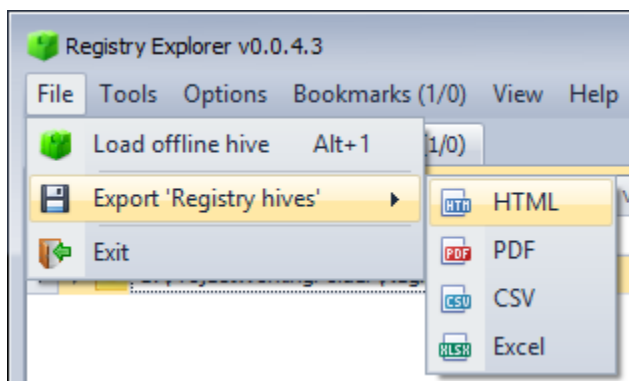 Registry Explorer v0.0.4.3
File Tools Options Bookmarks (1/0) View Help
Load offline hive Alt+1
(1/0)
Export 'Registry hives'
HTM HTML
Exit
PDF PDF
CSV CSV
XLSX Excel